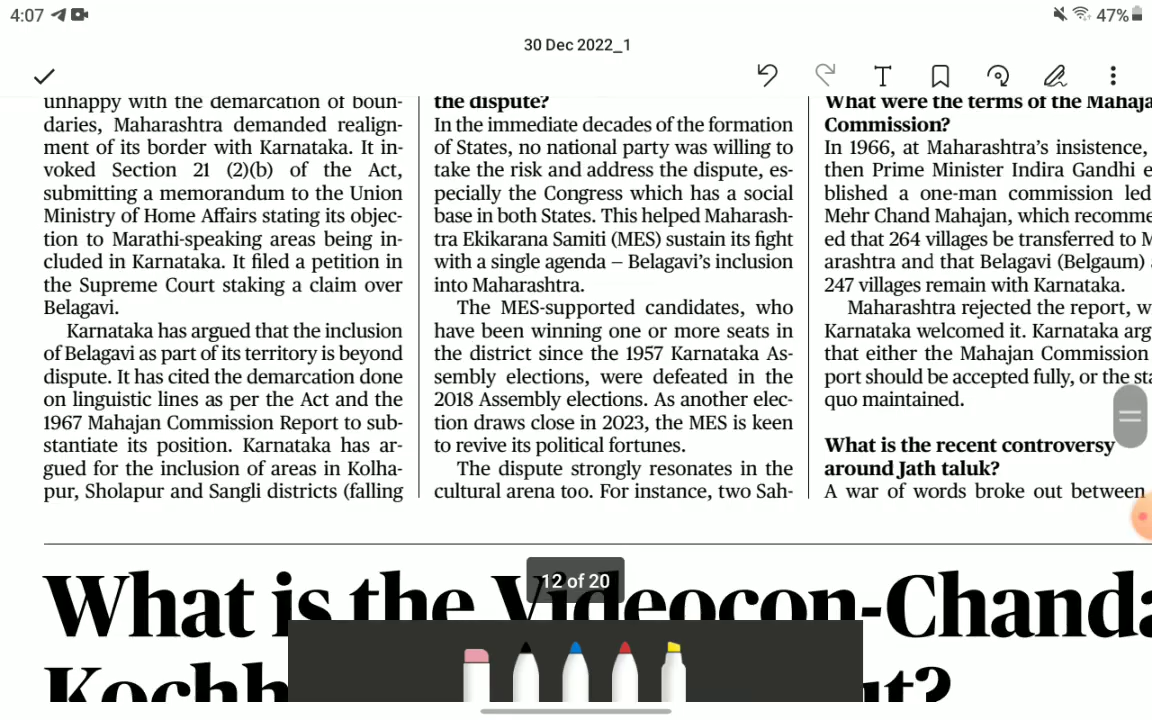 4:07
47%
30 Dec 2022_1
unhappy with the demarcation of boun-
daries, Maharashtra demanded realign-
ment of its border with Karnataka. It in-
voked Section 21 (2)(b) of the Act,
submitting a memorandum to the Union
Ministry of Home Affairs stating its objec-
tion to Marathi-speaking areas being in-
cluded in Karnataka. It filed a petition in
the Supreme Court staking a claim over
Belagavi.
Karnataka has argued that the inclusion
of Belagavi as part of its territory is beyond
dispute. It has cited the demarcation done
on linguistic lines as per the Act and the
1967 Mahajan Commission Report to sub-
stantiate its position. Karnataka has ar-
gued for the inclusion of areas in Kolha-
pur, Sholapur and Sangli districts (falling
the dispute?
In the immediate decades of the formation
of States, no national party was willing to
take the risk and address the dispute, es-
pecially the Congress which has a social
base in both States. This helped Maharash-
tra Ekikarana Samiti (MES) sustain its fight
with a single agenda – Belagavi's inclusion
into Maharashtra.
The MES-supported candidates, who
have been winning one or more seats in
the district since the 1957 Karnataka As-
sembly elections, were defeated in the
2018 Assembly elections. As another elec-
tion draws close in 2023, the MES is keen
to revive its political fortunes.
The dispute strongly resonates in the
cultural arena too. For instance, two Sah-
What were the terms of the Mahaja
Commission?
In 1966, at Maharashtra's insistence,
then Prime Minister Indira Gandhi e
blished a one-man commission led
Mehr Chand Mahajan, which recomme
ed that 264 villages be transferred to M
arashtra and that Belagavi (Belgaum)
247 villages remain with Karnataka.
Maharashtra rejected the report, w
Karnataka welcomed it. Karnataka arg
that either the Mahajan Commission
port should be accepted fully, or the sta
quo maintained.
What is the recent controversy
around Jath taluk?
A war of words broke out between
What is the Videocon-Chanda
12 of 20
Kochh ut?